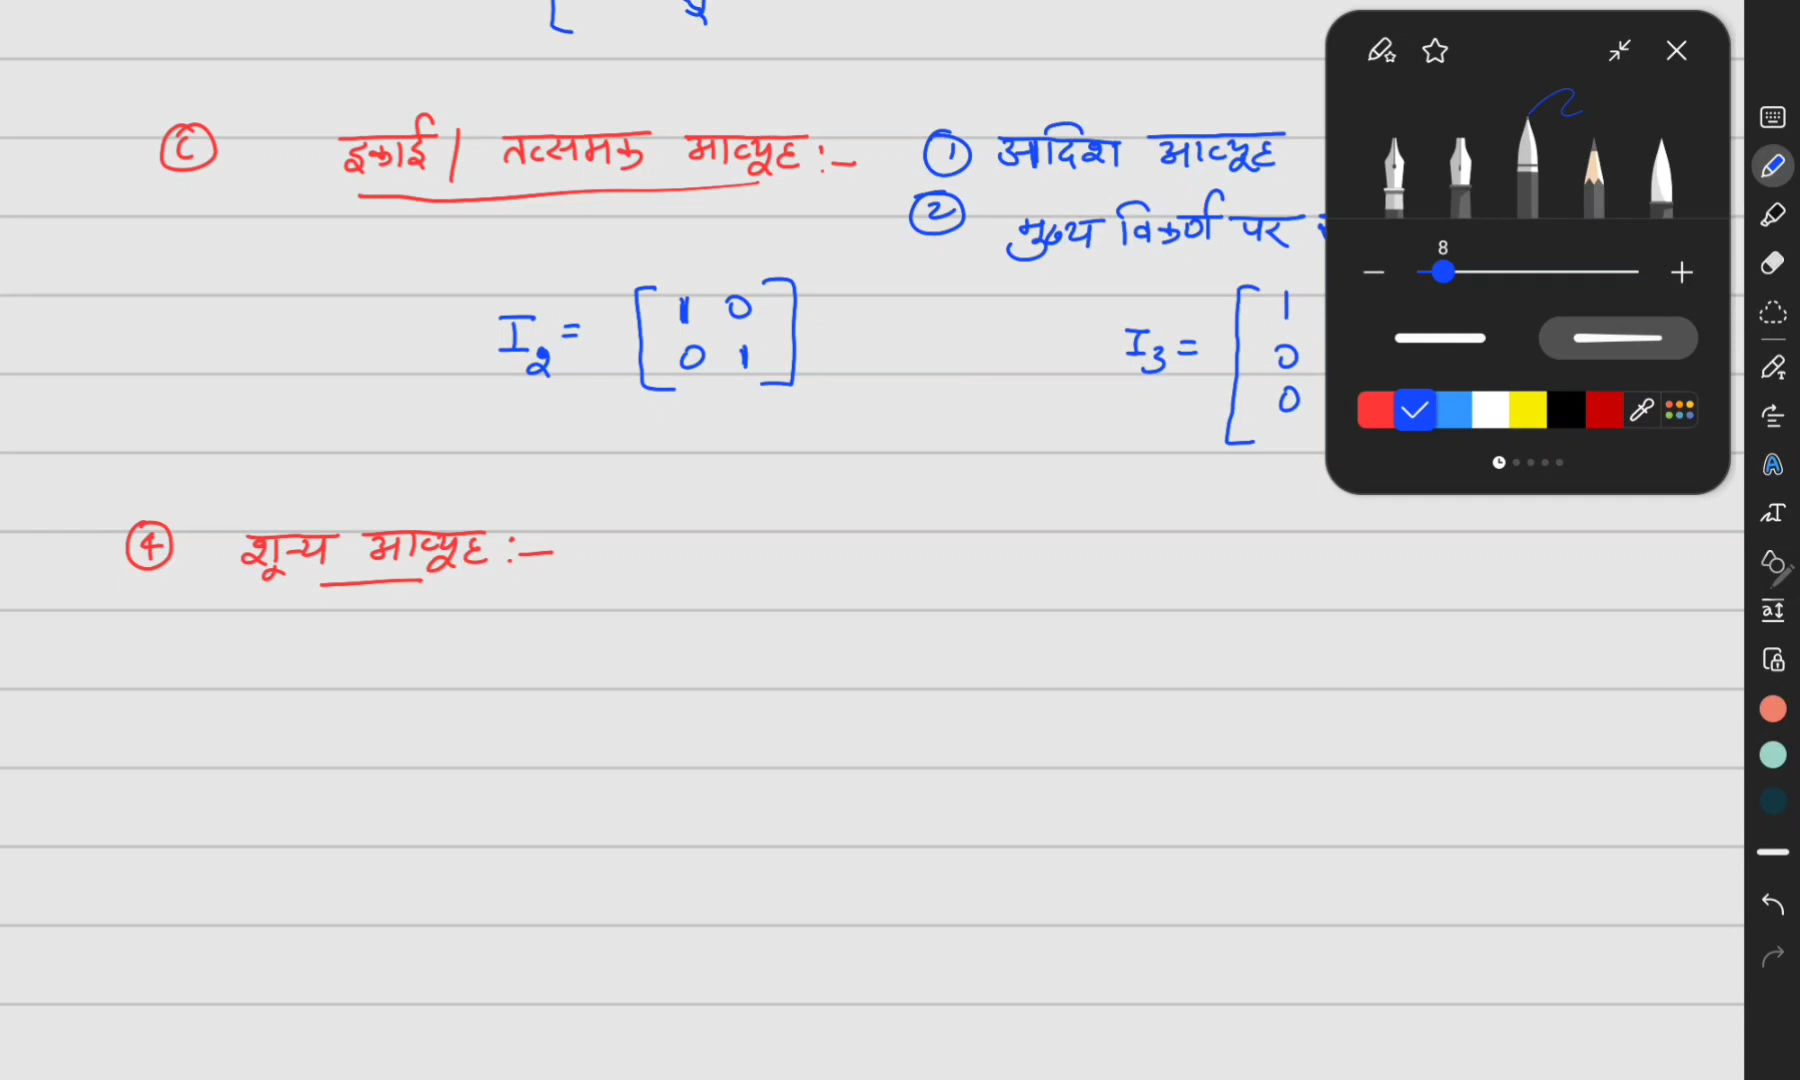 Ⓒ इकाई / तत्समक आव्यूह :-
① आदिश आव्यूह
② मुख्य विकर्ण पर
I₂ = [ 1 0
0 1 ]
I₃ = [ 1
0
0
④ शून्य आव्यूह :-
8